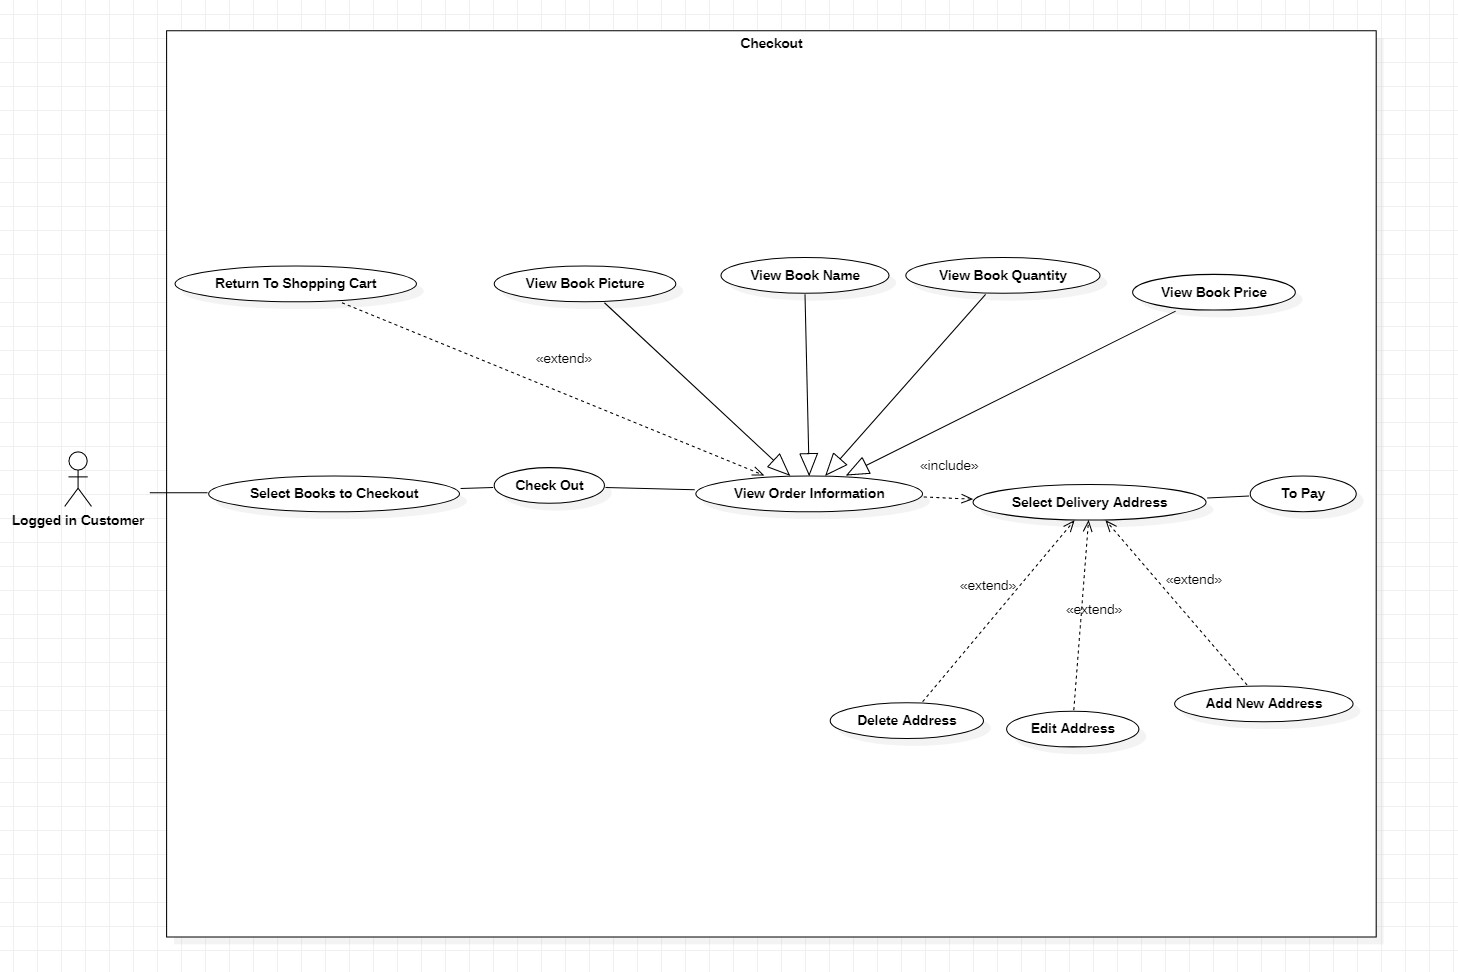 Checkout
Return To Shopping Cart
View Book Picture
View Book Name
View Book Quantity
View Book Price
«extend»
«include»
Logged in Customer
Select Books to Checkout
Check Out
View Order Information
Select Delivery Address
To Pay
«extend»
«extend»
«extend»
Delete Address
Edit Address
Add New Address